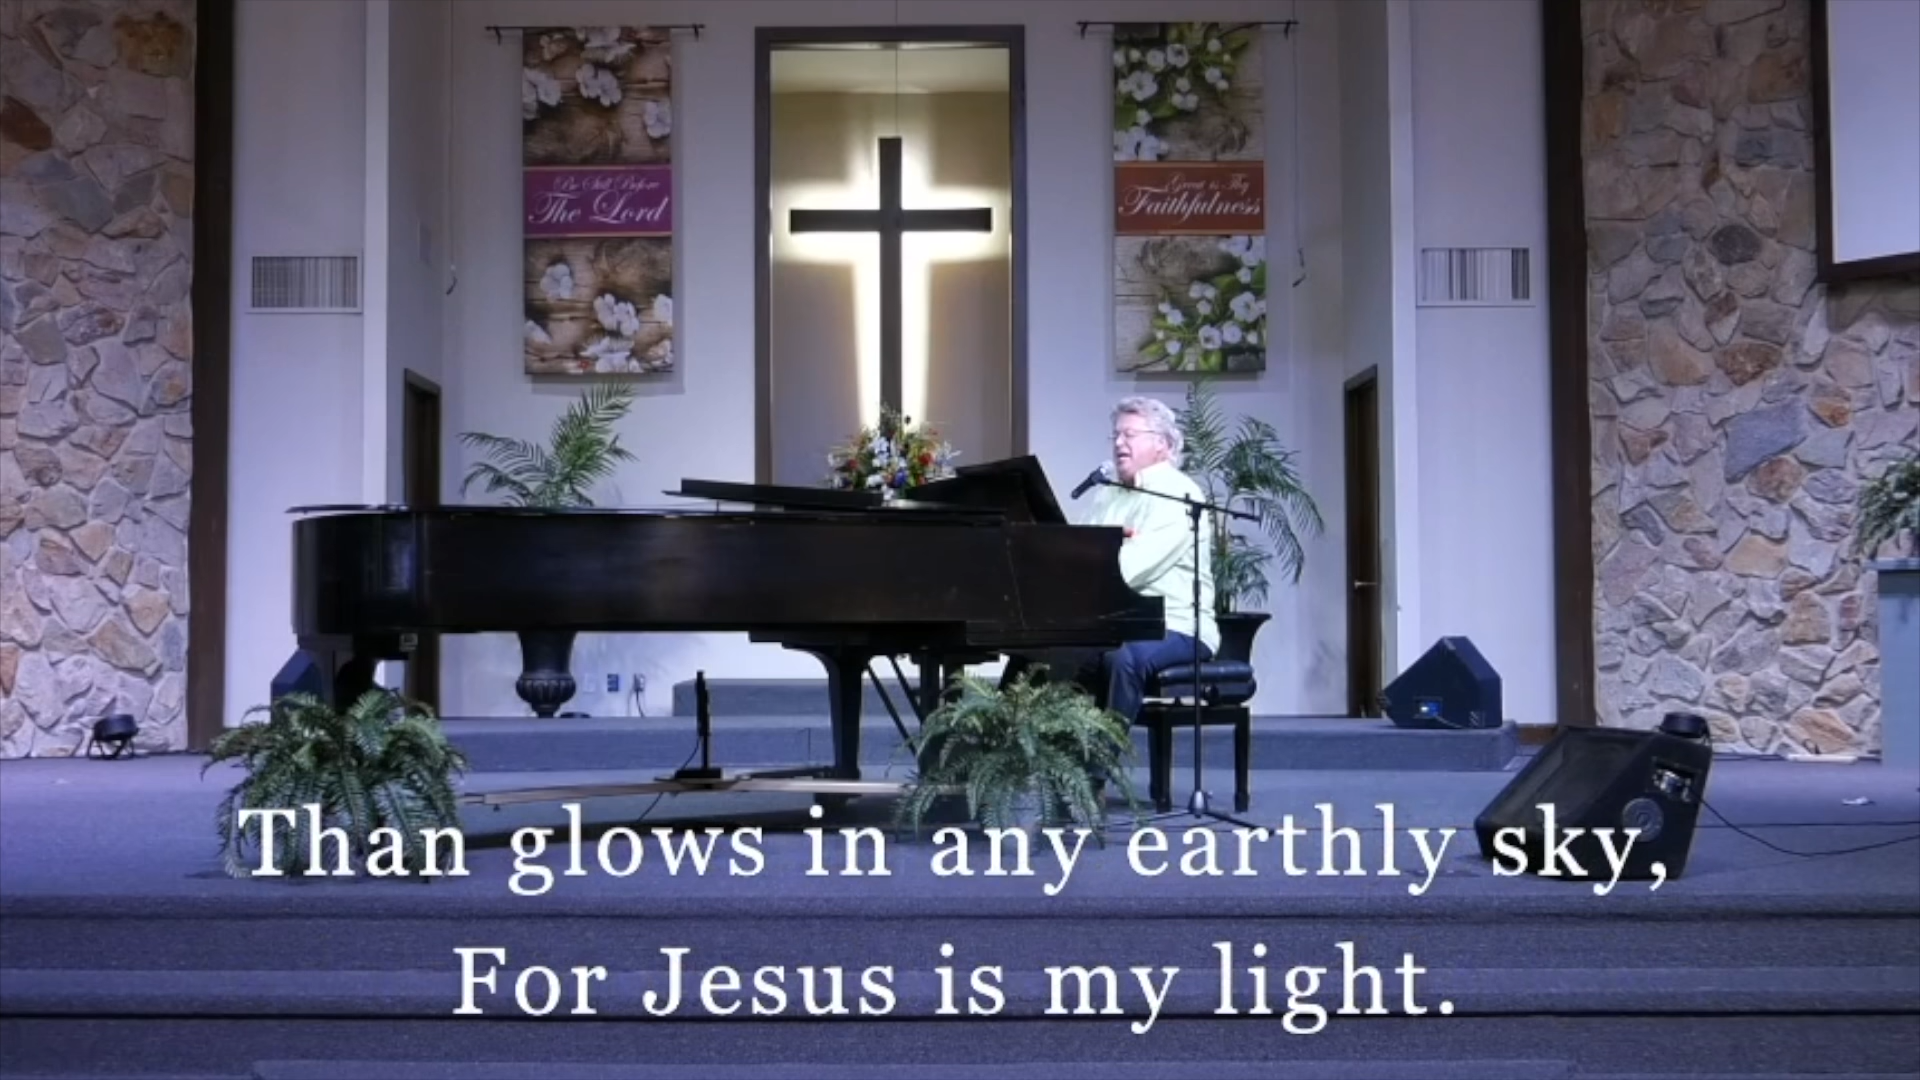 Be Still Before
The Lord
Great is Thy
Faithfulness
Than glows in any earthly sky,
For Jesus is my light.